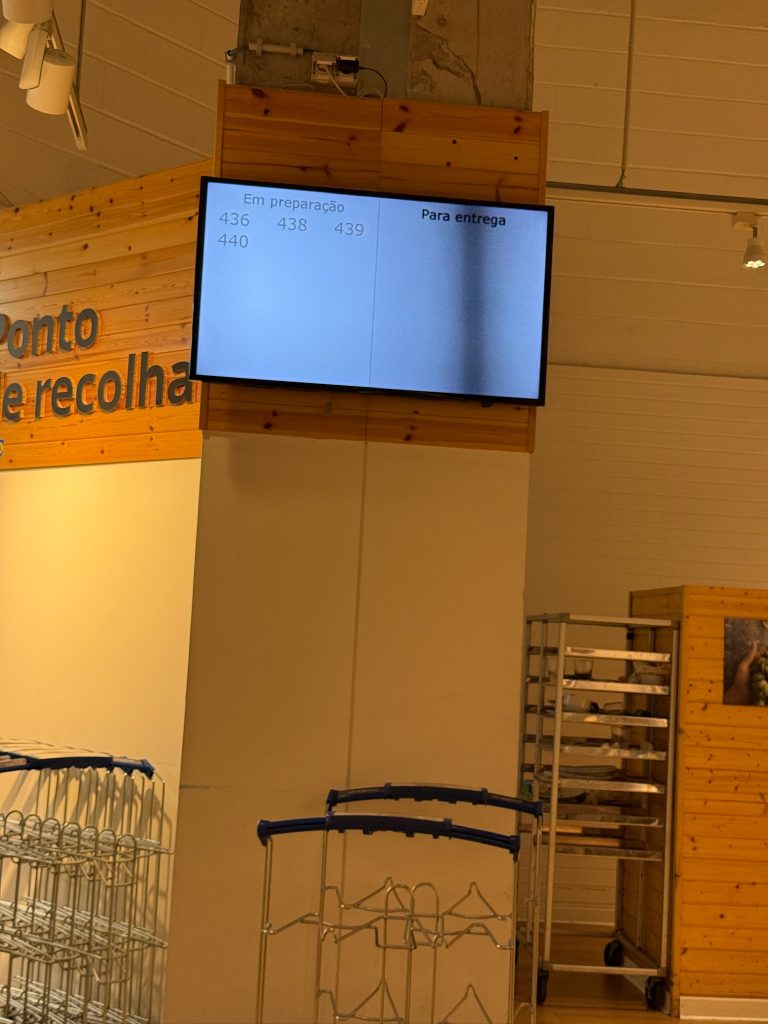 Em preparação
436 438 439
440
Para entrega
Ponto
de recolha